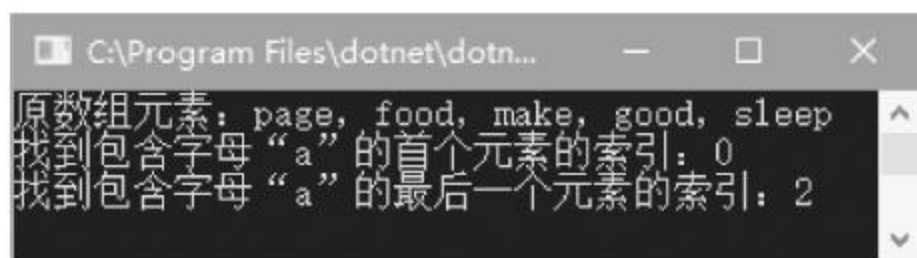 C:\Program Files\dotnet\dotn...
原数组元素：page, food, make, good, sleep
找到包含字母“a”的首个元素的索引：0
找到包含字母“a”的最后一个元素的索引：2